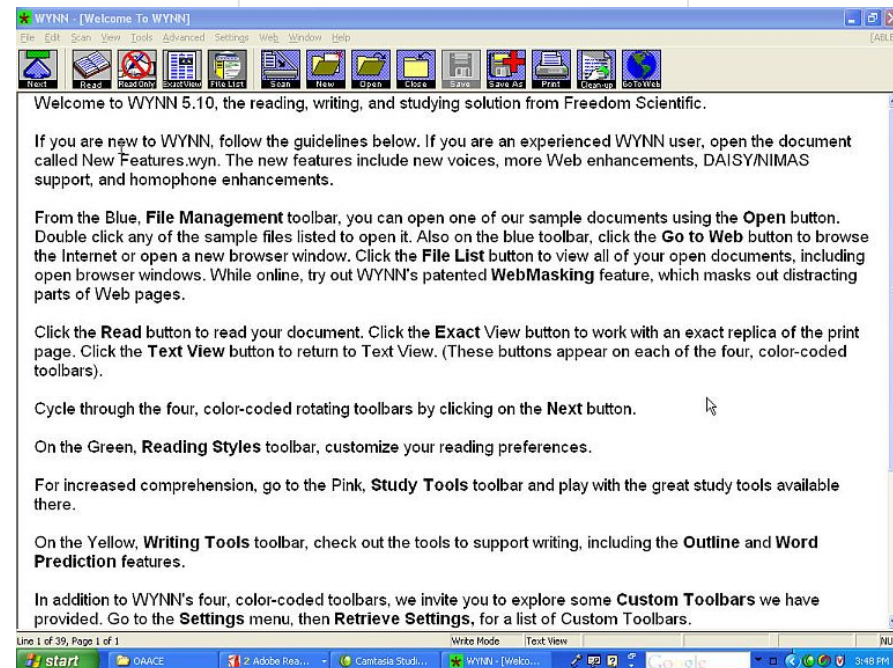 WYNN - [Welcome To WYNN]
File Edit Scan View Tools Advanced Settings Web Window Help [ABLE
Next Read Read Only Exact View File List Scan New Open Close Save Save As Print Clean-up Go To Web
Welcome to WYNN 5.10, the reading, writing, and studying solution from Freedom Scientific.
If you are new to WYNN, follow the guidelines below. If you are an experienced WYNN user, open the document
called New Features.wyn. The new features include new voices, more Web enhancements, DAISY/NIMAS
support, and homophone enhancements.
From the Blue, File Management toolbar, you can open one of our sample documents using the Open button.
Double click any of the sample files listed to open it. Also on the blue toolbar, click the Go to Web button to browse
the Internet or open a new browser window. Click the File List button to view all of your open documents, including
open browser windows. While online, try out WYNN's patented WebMasking feature, which masks out distracting
parts of Web pages.
Click the Read button to read your document. Click the Exact View button to work with an exact replica of the print
page. Click the Text View button to return to Text View. (These buttons appear on each of the four, color-coded
toolbars).
Cycle through the four, color-coded rotating toolbars by clicking on the Next button.
On the Green, Reading Styles toolbar, customize your reading preferences.
For increased comprehension, go to the Pink, Study Tools toolbar and play with the great study tools available
there.
On the Yellow, Writing Tools toolbar, check out the tools to support writing, including the Outline and Word
Prediction features.
In addition to WYNN's four, color-coded toolbars, we invite you to explore some Custom Toolbars we have
provided. Go to the Settings menu, then Retrieve Settings, for a list of Custom Toolbars.
Line 1 of 39, Page 1 of 1 Write Mode Text View NU
start OAACE 2 Adobe Rea... Camtasia Studi... WYNN - [Welco... Google 3:48 PM